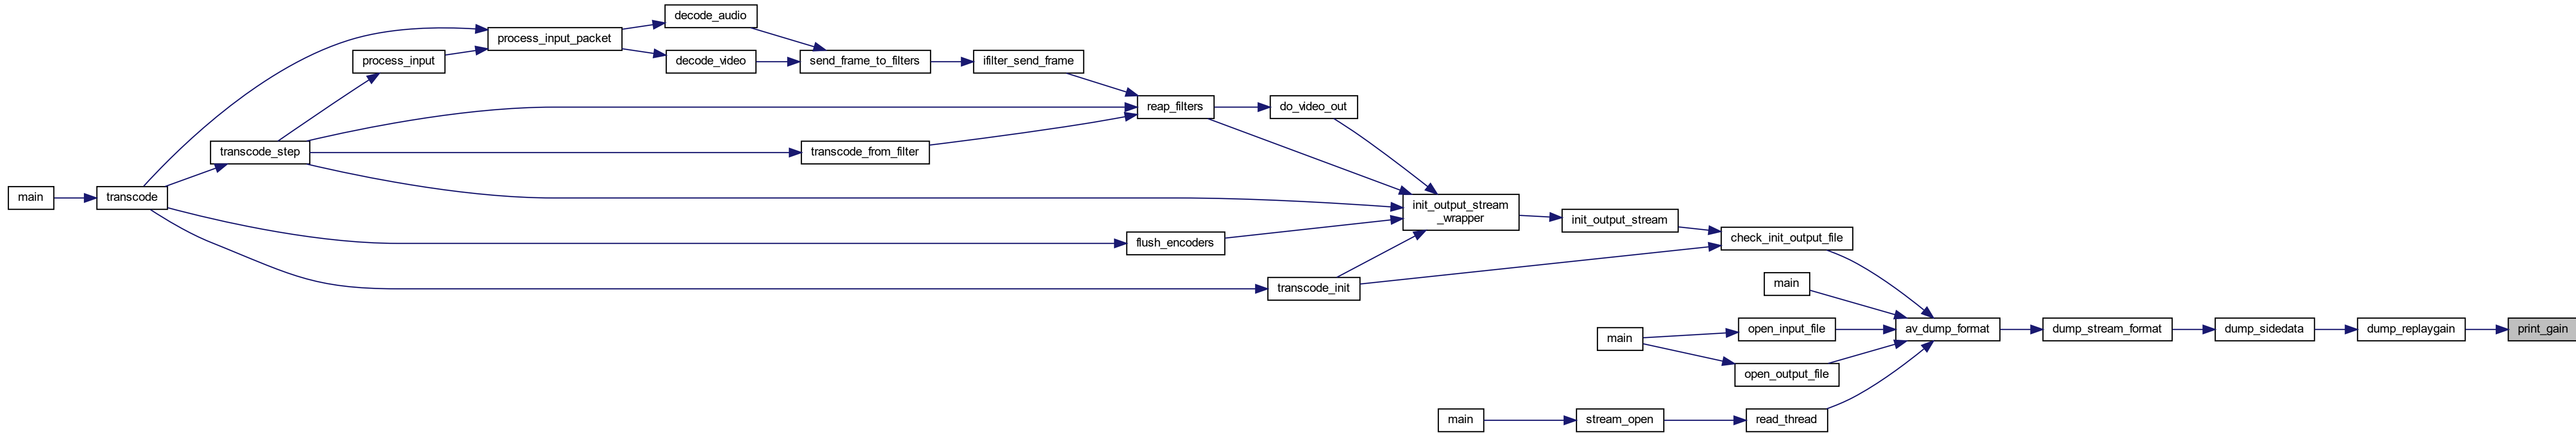 decode_audio
process_input_packet
process_input
decode_video
send_frame_to_filters
ifilter_send_frame
reap_filters
do_video_out
transcode_step
transcode_from_filter
main
transcode
init_output_stream
_wrapper
init_output_stream
flush_encoders
check_init_output_file
transcode_init
main
open_input_file
av_dump_format
dump_stream_format
dump_sidedata
dump_replaygain
print_gain
main
open_output_file
main
stream_open
read_thread